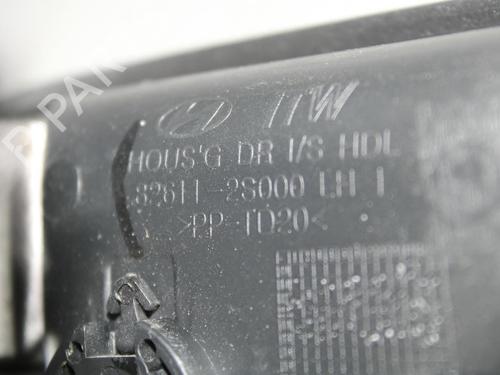 ITW
HOUS'G DR I/S HDL
82611-2S000 LH 1
>PP-TD20<